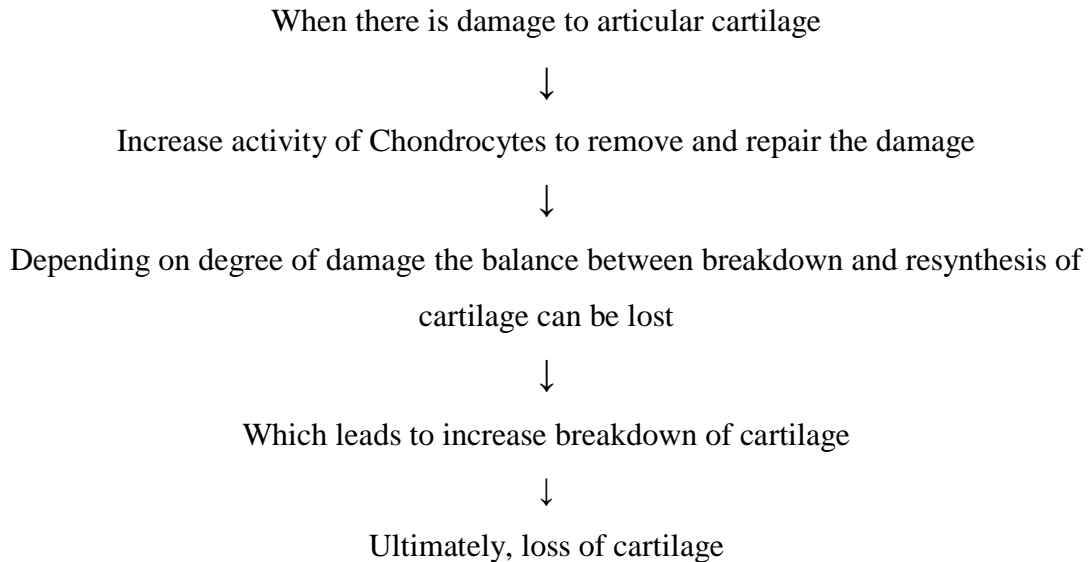 When there is damage to articular cartilage
↓
Increase activity of Chondrocytes to remove and repair the damage
↓
Depending on degree of damage the balance between breakdown and resynthesis of
cartilage can be lost
↓
Which leads to increase breakdown of cartilage
↓
Ultimately, loss of cartilage